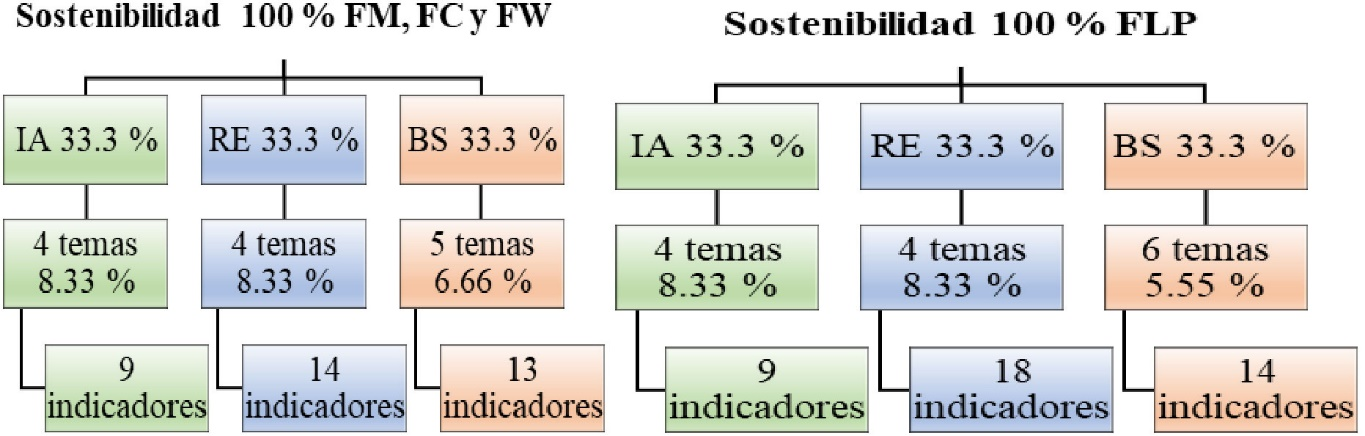 Sostenibilidad 100 % FM, FC y FW
IA 33.3 %
RE 33.3 %
BS 33.3 %
4 temas
8.33 %
4 temas
8.33 %
5 temas
6.66 %
9
indicadores
14
indicadores
13
indicadores
Sostenibilidad 100 % FLP
IA 33.3 %
RE 33.3 %
BS 33.3 %
4 temas
8.33 %
4 temas
8.33 %
6 temas
5.55 %
9
indicadores
18
indicadores
14
indicadores